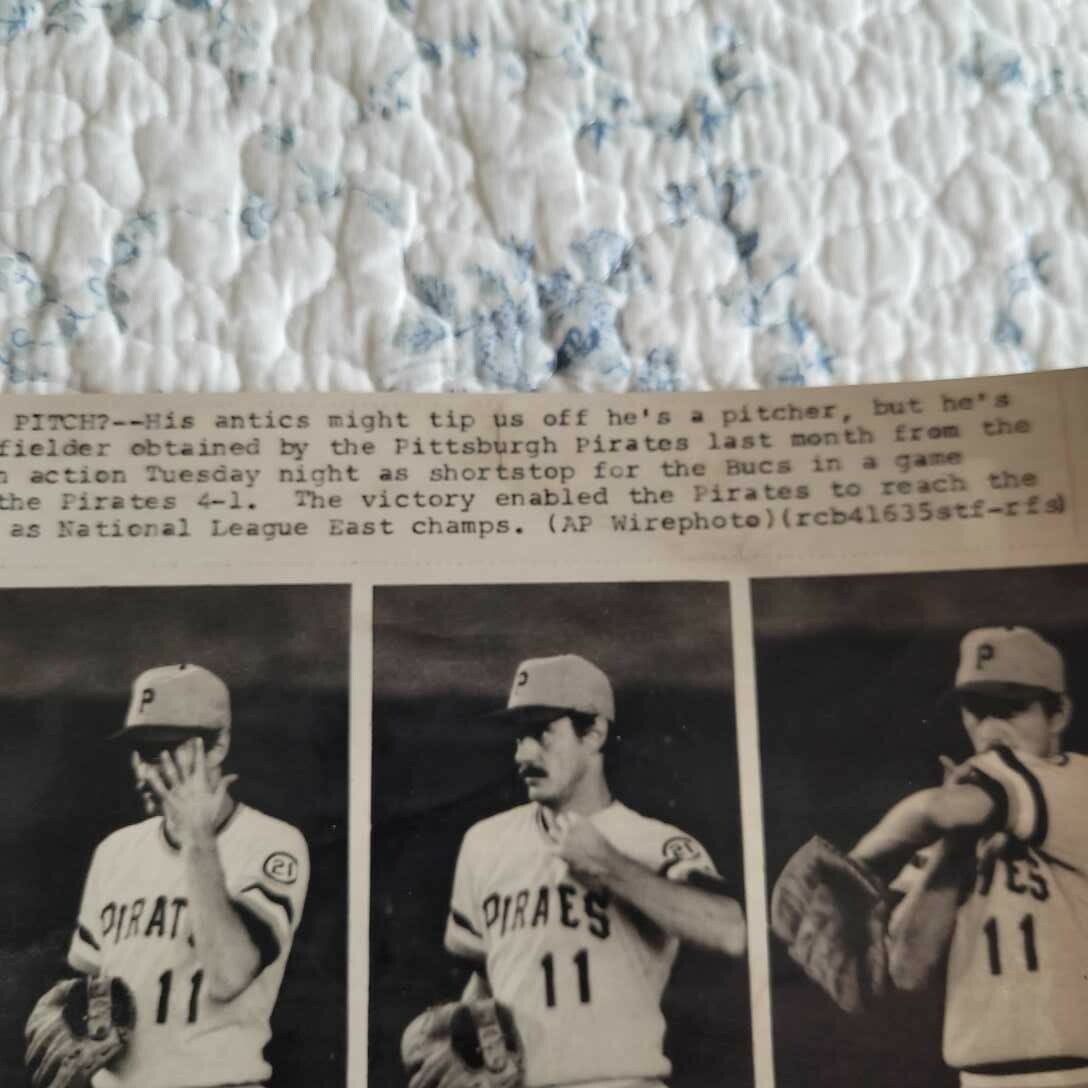 PITCH?--His antics might tip us off he's a pitcher, but he's
fielder obtained by the Pittsburgh Pirates last month from the
n action Tuesday night as shortstop for the Bucs in a game
the Pirates 4-1.  The victory enabled the Pirates to reach the
as National League East champs. (AP Wirephoto)(rcb41635stf-rfs)
P
P
P
21
21
PIRAT
PIRAES
ES
11
11
11